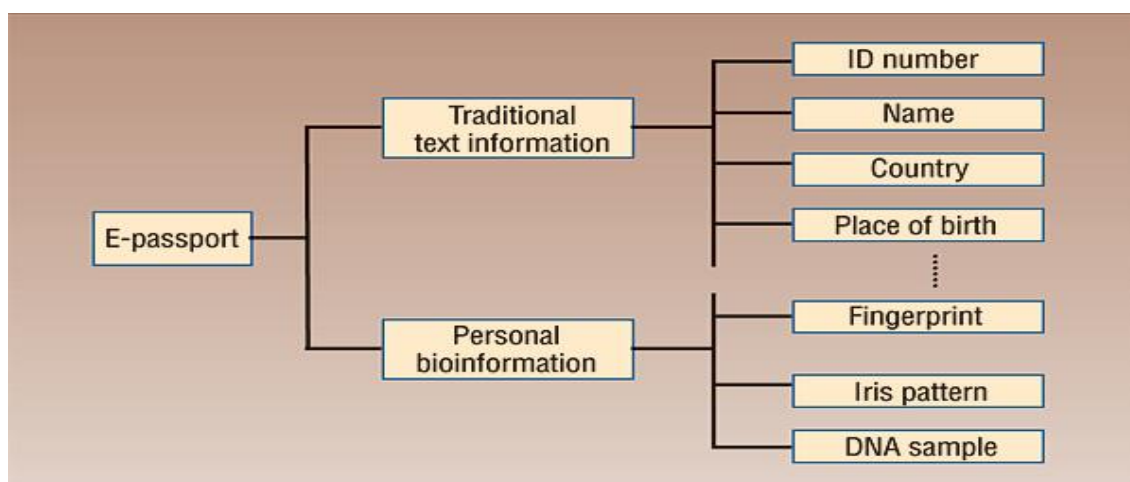 E-passport
Traditional
text information
ID number
Name
Country
Place of birth
Personal
bioinformation
Fingerprint
Iris pattern
DNA sample